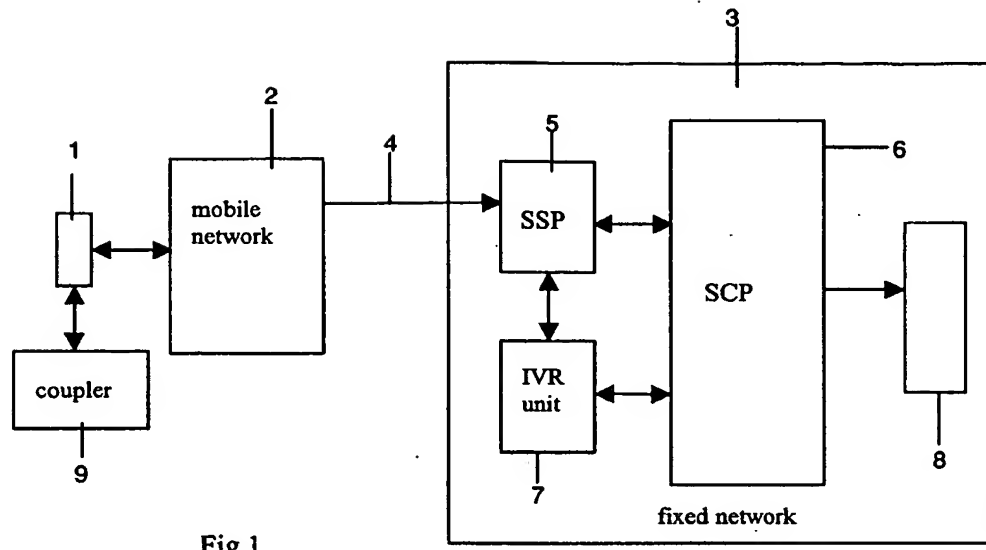 3
2
5
1
4
6
mobile
network
SSP
SCP
IVR
unit
coupler
9
7
8
fixed network
Fig 1